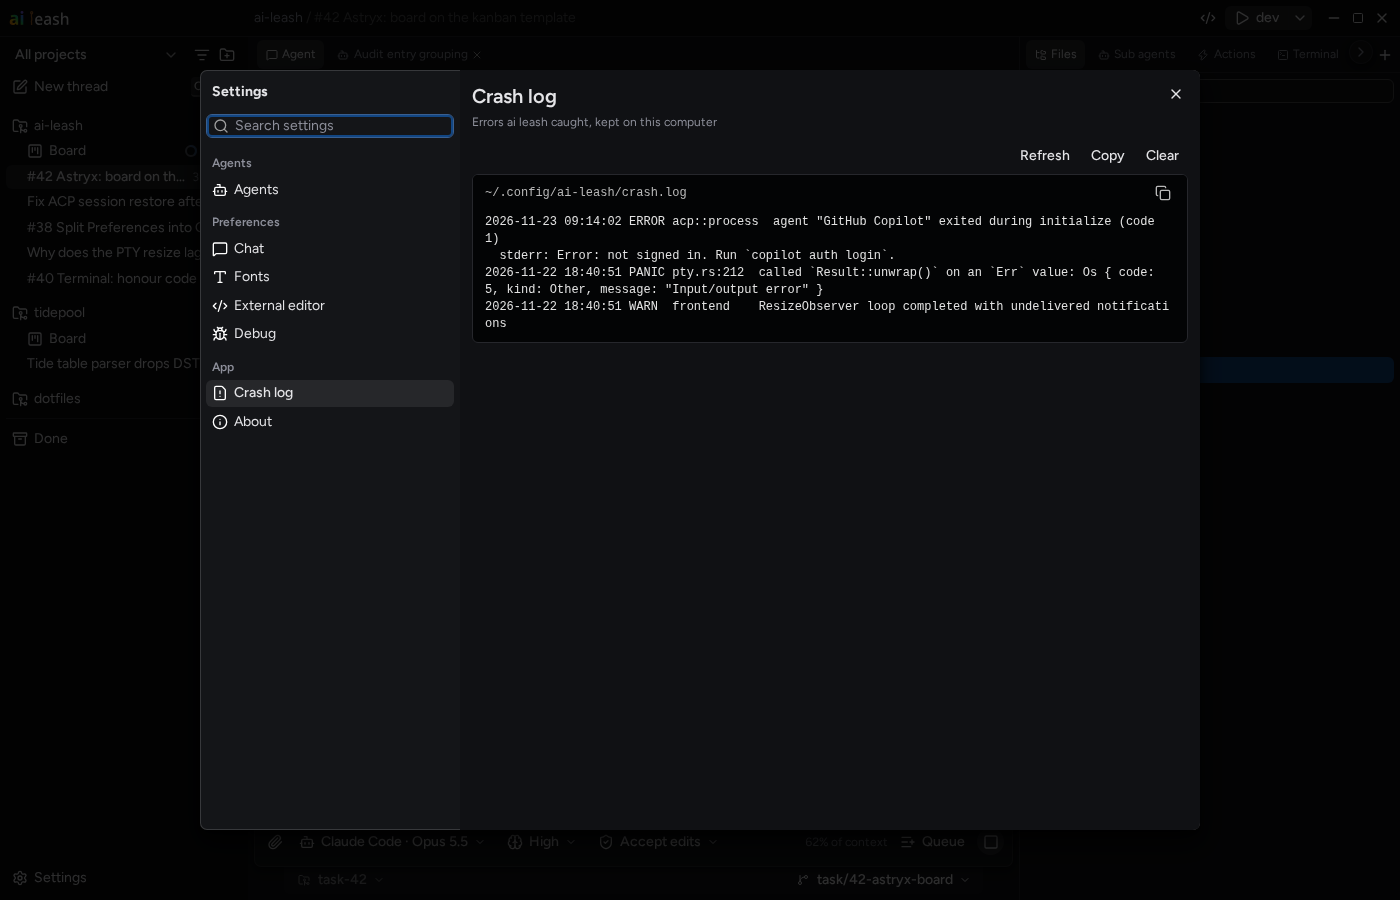 ai leash
ai-leash / #42 Astryx: board on the kanban template
dev
All projects
Agent
Audit entry grouping
Files
Sub agents
Actions
Terminal
New thread
ai-leash
Board
#42 Astryx: board on th...
Fix ACP session restore afte
#38 Split Preferences into
Why does the PTY resize lag
#40 Terminal: honour code
tidepool
Board
Tide table parser drops DST
dotfiles
Done
Settings
Settings
Search settings
Agents
Agents
Preferences
Chat
Fonts
External editor
Debug
App
Crash log
About
Crash log
Errors ai leash caught, kept on this computer
Refresh
Copy
Clear
~/.config/ai-leash/crash.log
2026-11-23 09:14:02 ERROR acp::process  agent "GitHub Copilot" exited during initialize (code
1)
  stderr: Error: not signed in. Run `copilot auth login`.
2026-11-22 18:40:51 PANIC pty.rs:212  called `Result::unwrap()` on an `Err` value: Os { code:
5, kind: Other, message: "Input/output error" }
2026-11-22 18:40:51 WARN  frontend    ResizeObserver loop completed with undelivered notificati
ons
Claude Code · Opus 5.5
High
Accept edits
62% of context
Queue
task-42
task/42-astryx-board